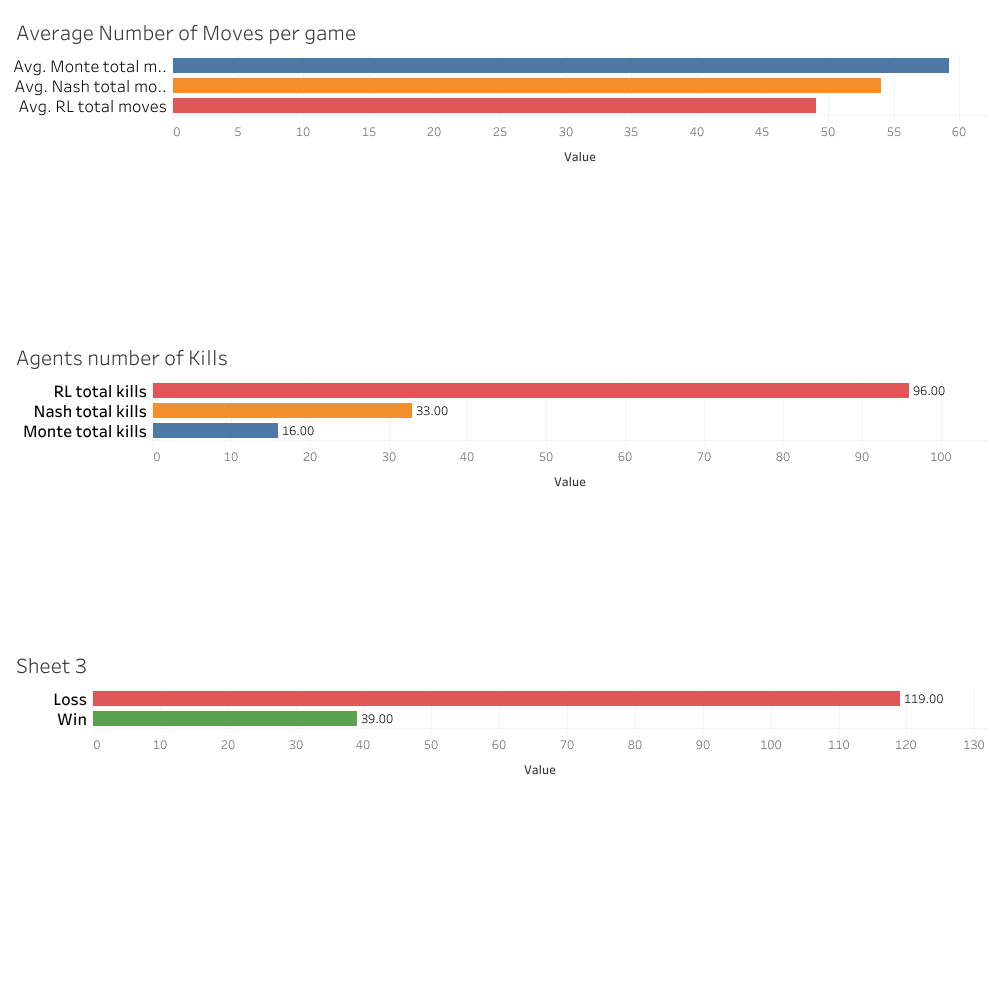 Average Number of Moves per game
Avg. Monte total m..
Avg. Nash total mo..
Avg. RL total moves
0 5 10 15 20 25 30 35 40 45 50 55 60
Value
Agents number of Kills
RL total kills 96.00
Nash total kills 33.00
Monte total kills 16.00
0 10 20 30 40 50 60 70 80 90 100
Value
Sheet 3
Loss 119.00
Win 39.00
0 10 20 30 40 50 60 70 80 90 100 110 120 130
Value